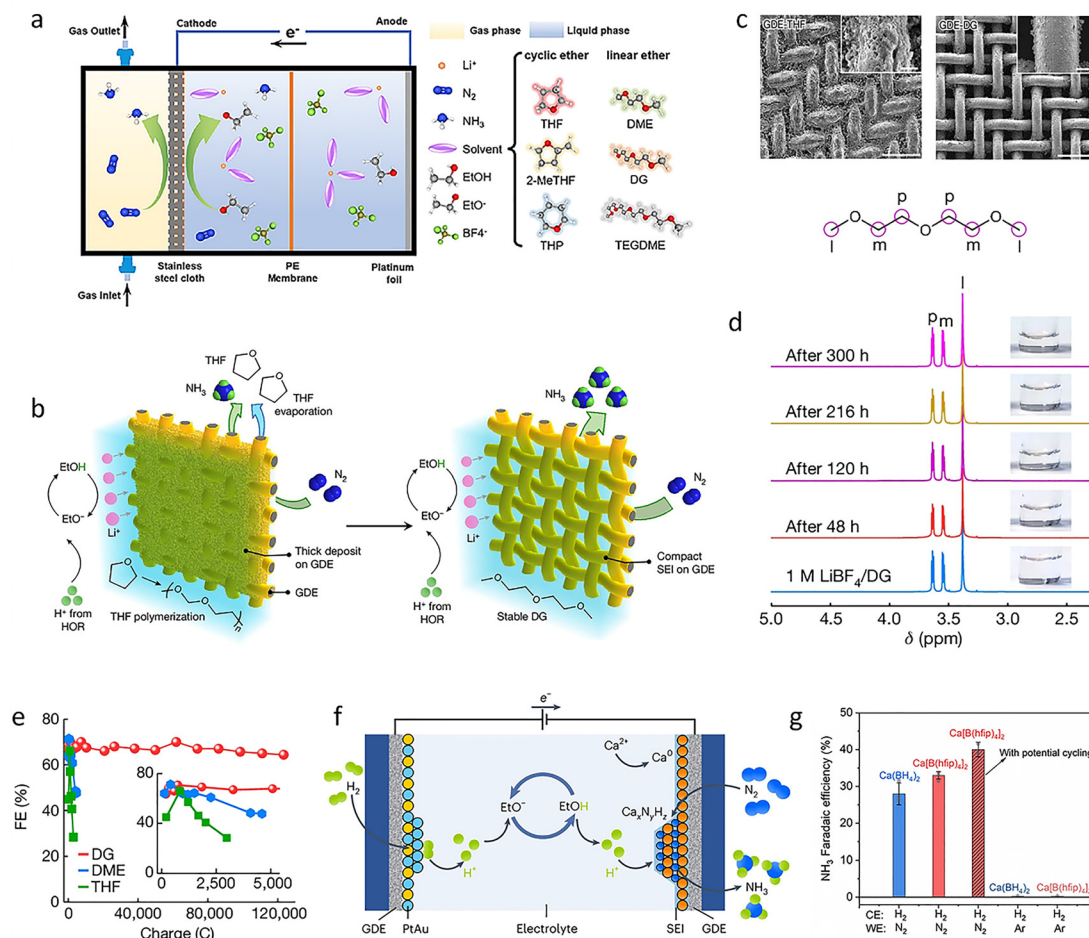 a
Gas Outlet
Cathode
Anode
e-
Gas phase
Liquid phase
Li⁺
N₂
NH₃
Solvent
EtOH
EtO⁻
BF4⁻
cyclic ether
linear ether
THF
DME
2-MeTHF
DG
THP
TEGDME
Gas Inlet
Stainless
steel cloth
PE
Membrane
Platinum
foil
c
GDE-THF
GDE-DG
p p
O O O
l m m l
b
THF
NH₃
THF
evaporation
EtOH
EtO⁻
Li⁺
N₂
Thick deposit
on GDE
GDE
H⁺ from
HOR
O
O
n
THF polymerization
NH₃
EtOH
EtO⁻
Li⁺
N₂
Compact
SEI on GDE
H⁺ from
HOR
O
O
O
Stable DG
d
l
p m
After 300 h
After 216 h
After 120 h
After 48 h
1 M LiBF₄/DG
5.0 4.5 4.0 3.5 3.0 2.5
δ (ppm)
e
FE (%)
80
60
40
20
0
80
40
0
0 2,500 5,000
DG
DME
THF
0 40,000 80,000 120,000
Charge (C)
f
e⁻
H₂
H⁺
EtO⁻
EtOH
H⁺
Ca²⁺
Ca⁰
CaₓNᵧH_z
N₂
NH₃
GDE
PtAu
Electrolyte
SEI
GDE
g
NH₃ Faradaic efficiency (%)
50
40
30
20
10
0
Ca(BH₄)₂
Ca[B(hfip)₄]₂
Ca[B(hfip)₄]₂
With potential cycling
Ca(BH₄)₂
Ca[B(hfip)₄]₂
CE: H₂ H₂ H₂ H₂ H₂
WE: N₂ N₂ N₂ Ar Ar